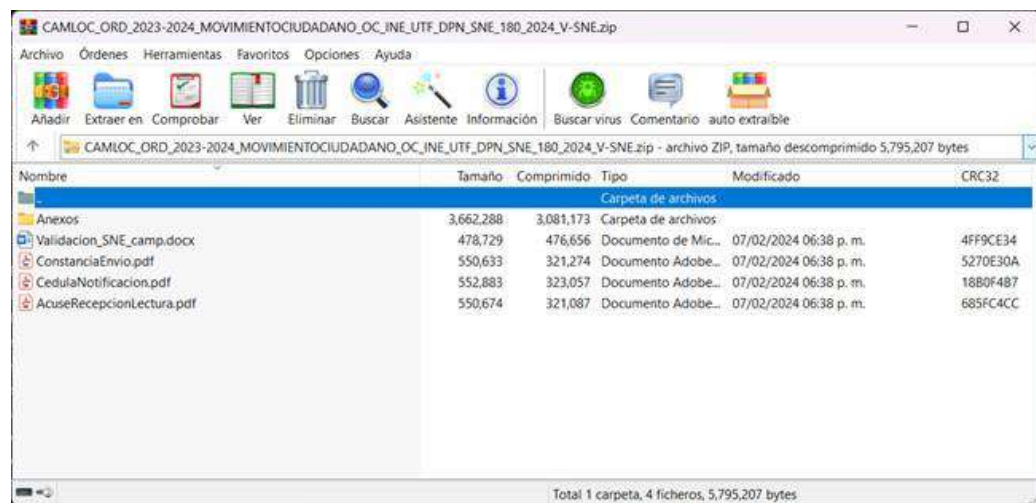 CAMLOC_ORD_2023-2024_MOVIMIENTOCIUDADANO_OC_INE_UTF_DPN_SNE_180_2024_V-SNE.zip
Archivo Órdenes Herramientas Favoritos Opciones Ayuda
Añadir Extraer en Comprobar Ver Eliminar Buscar Asistente Información Buscar virus Comentario auto extraíble
CAMLOC_ORD_2023-2024_MOVIMIENTOCIUDADANO_OC_INE_UTF_DPN_SNE_180_2024_V-SNE.zip - archivo ZIP, tamaño descomprimido 5,795,207 bytes
Nombre Tamaño Comprimido Tipo Modificado CRC32
.. Carpeta de archivos
Anexos 3,662,288 3,081,173 Carpeta de archivos
Validacion_SNE_camp.docx 478,729 476,656 Documento de Mic... 07/02/2024 06:38 p. m. 4FF9CE34
ConstanciaEnvio.pdf 550,633 321,274 Documento Adobe... 07/02/2024 06:38 p. m. 5270E30A
CedulaNotificacion.pdf 552,883 323,057 Documento Adobe... 07/02/2024 06:38 p. m. 18B0F4B7
AcuseRecepcionLectura.pdf 550,674 321,087 Documento Adobe... 07/02/2024 06:38 p. m. 685FC4CC
Total 1 carpeta, 4 ficheros, 5,795,207 bytes